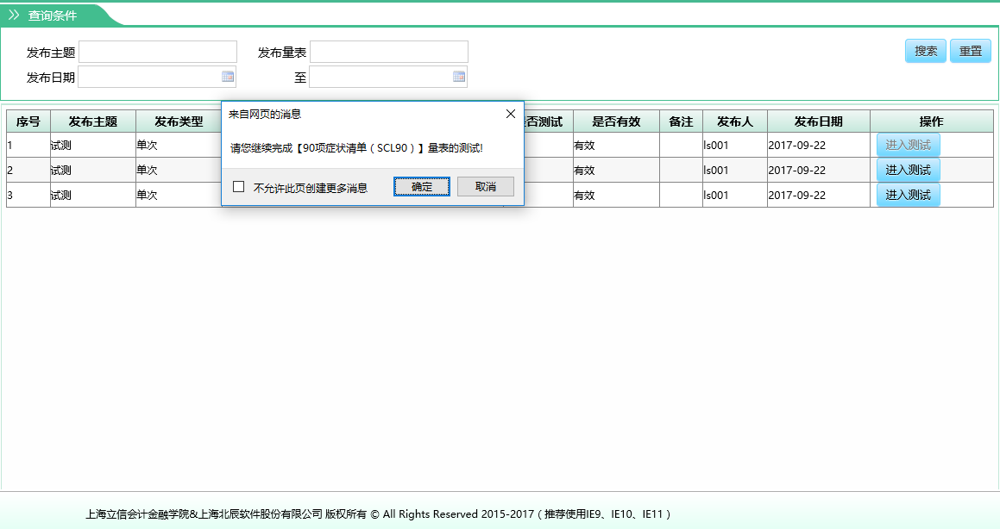 查询条件
发布主题 发布量表 搜索 重置
发布日期 至
来自网页的消息
请您继续完成【90项症状清单（SCL90）】量表的测试!
不允许此页创建更多消息 确定 取消
序号 发布主题 发布类型 否测试 是否有效 备注 发布人 发布日期 操作
1 试测 单次 有效 ls001 2017-09-22 进入测试
2 试测 单次 有效 ls001 2017-09-22 进入测试
3 试测 单次 有效 ls001 2017-09-22 进入测试
上海立信会计金融学院&上海北辰软件股份有限公司 版权所有 © All Rights Reserved 2015-2017（推荐使用IE9、IE10、IE11）